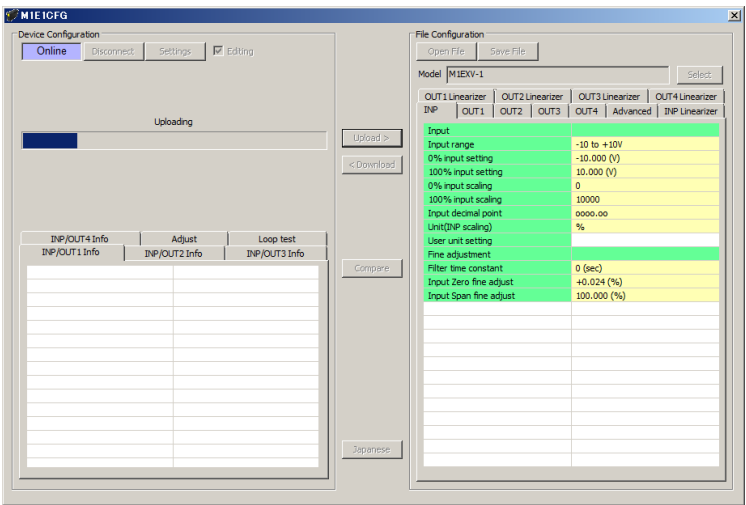 M1E1CFG
Device Configuration
Online Disconnect Settings Editing
Uploading
INP/OUT4 Info Adjust Loop test
INP/OUT1 Info INP/OUT2 Info INP/OUT3 Info
Upload >
< Download
Compare
Japanese
File Configuration
Open File Save File
Model M1EXV-1 Select
OUT1 Linearizer OUT2 Linearizer OUT3 Linearizer OUT4 Linearizer
INP OUT1 OUT2 OUT3 OUT4 Advanced INP Linearizer
Input
Input range -10 to +10V
0% input setting -10.000 (V)
100% input setting 10.000 (V)
0% input scaling 0
100% input scaling 10000
Input decimal point oooo.oo
Unit(INP scaling) %
User unit setting
Fine adjustment
Filter time constant 0 (sec)
Input Zero fine adjust +0.024 (%)
Input Span fine adjust 100.000 (%)